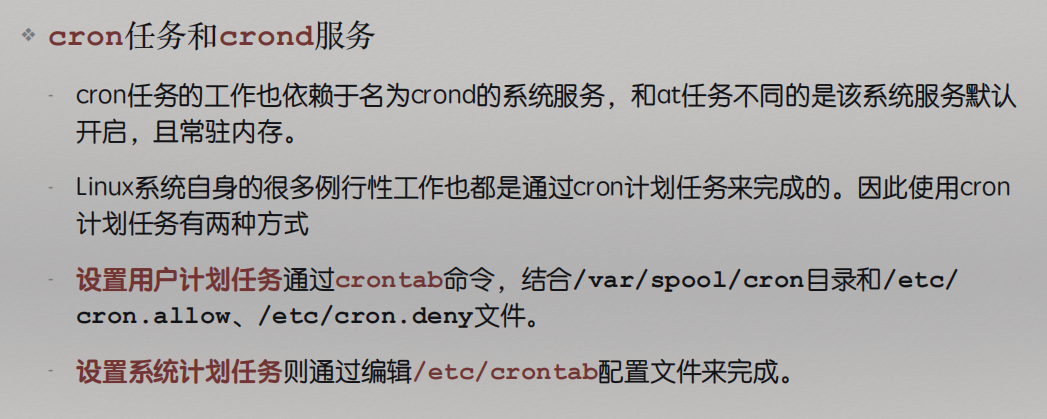 ❖ cron任务和crond服务
- cron任务的工作也依赖于名为crond的系统服务，和at任务不同的是该系统服务默认
开启，且常驻内存。
- Linux系统自身的很多例行性工作也都是通过cron计划任务来完成的。因此使用cron
计划任务有两种方式
- 设置用户计划任务通过crontab命令，结合/var/spool/cron目录和/etc/
cron.allow、/etc/cron.deny文件。
- 设置系统计划任务则通过编辑/etc/crontab配置文件来完成。